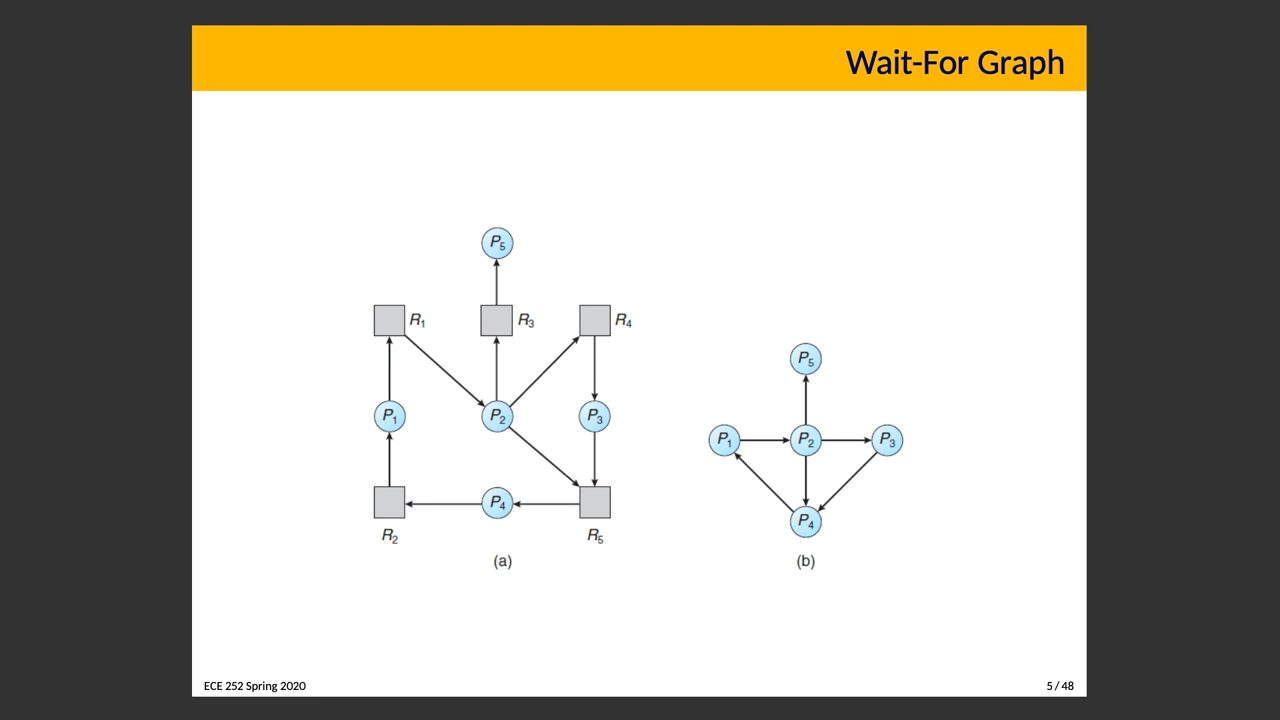 Wait-For Graph
P5
R1
R3
R4
P1
P2
P3
P4
R2
R5
(a)
P5
P1
P2
P3
P4
(b)
ECE 252 Spring 2020
5 / 48